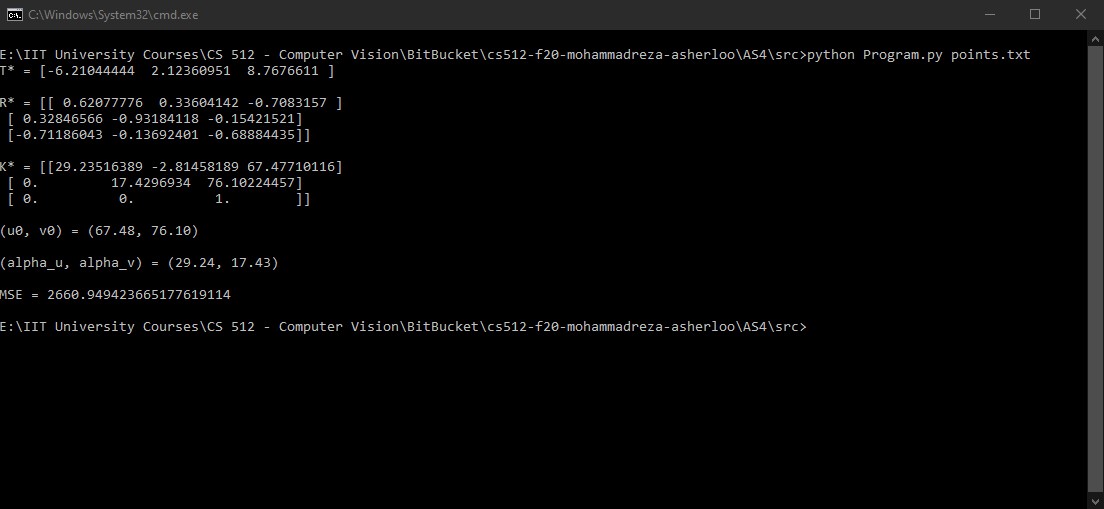 C:\Windows\System32\cmd.exe
E:\IIT University Courses\CS 512 - Computer Vision\BitBucket\cs512-f20-mohammadreza-asherloo\AS4\src>python Program.py points.txt
T* = [-6.21044444  2.12360951  8.7676611 ]
R* = [[ 0.62077776  0.33604142 -0.7083157 ]
 [ 0.32846566 -0.93184118 -0.15421521]
 [-0.71186043 -0.13692401 -0.68884435]]
K* = [[29.23516389 -2.81458189 67.47710116]
 [ 0.         17.4296934  76.10224457]
 [ 0.          0.          1.        ]]
(u0, v0) = (67.48, 76.10)
(alpha_u, alpha_v) = (29.24, 17.43)
MSE = 2660.949423665177619114
E:\IIT University Courses\CS 512 - Computer Vision\BitBucket\cs512-f20-mohammadreza-asherloo\AS4\src>